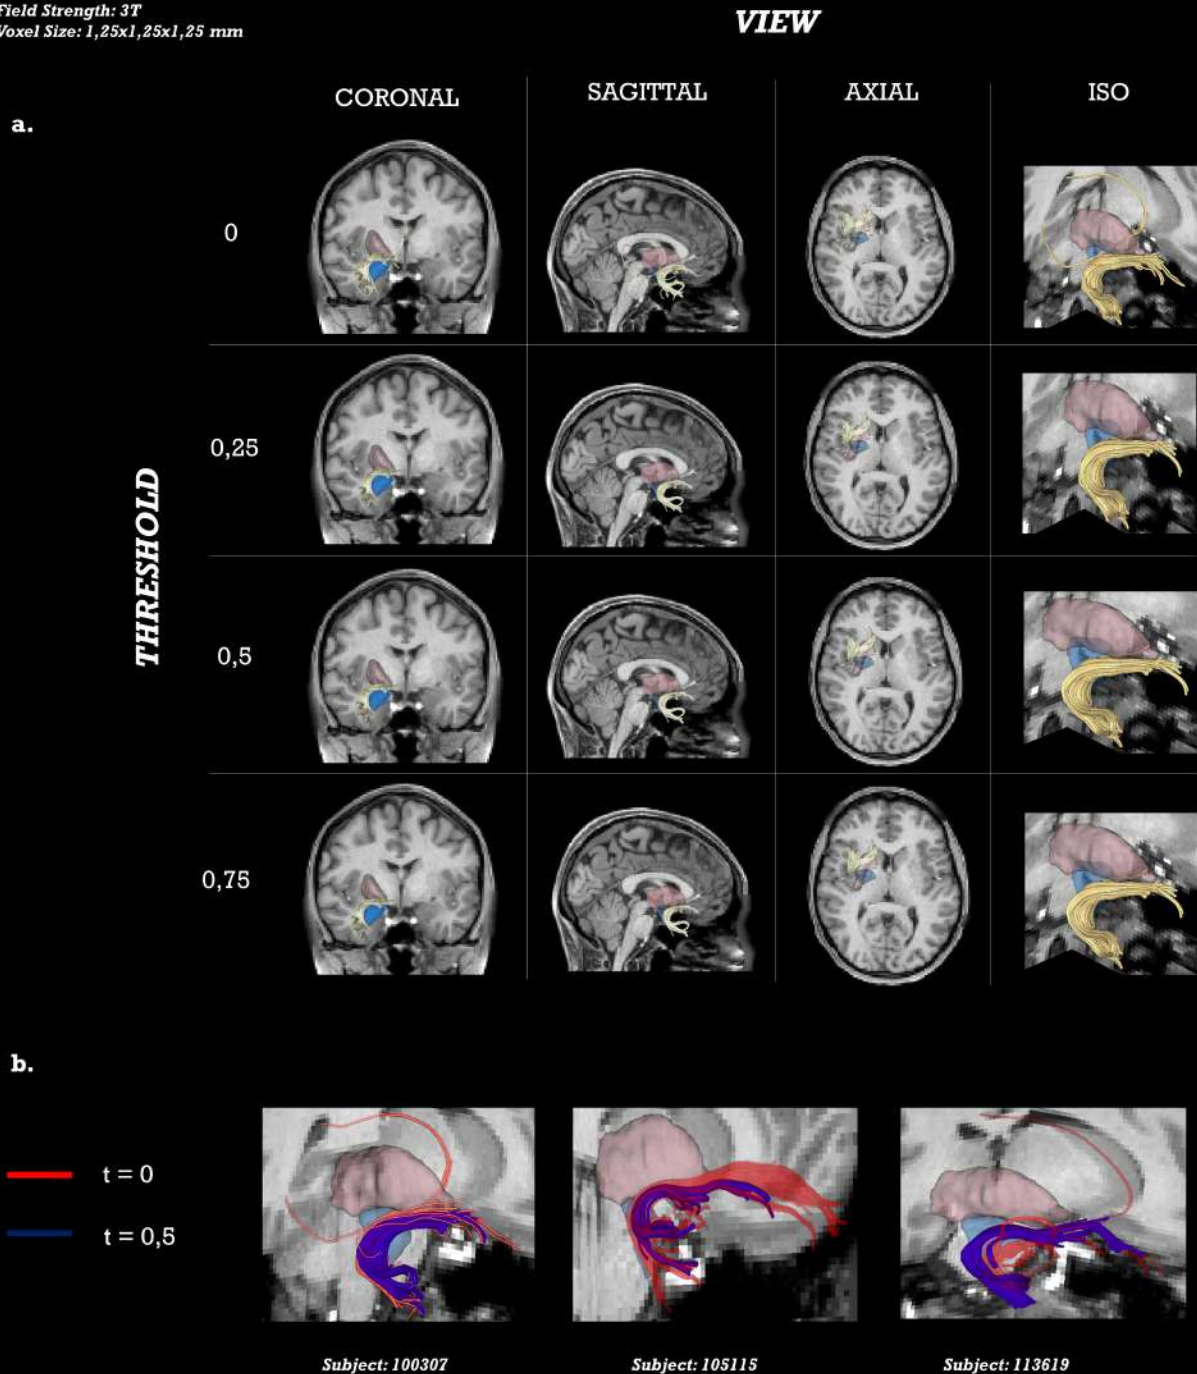 Field Strength: 3T
Voxel Size: 1,25x1,25x1,25 mm
VIEW
CORONAL SAGITTAL AXIAL ISO
a.
0
0,25
THRESHOLD
0,5
0,75
b.
t = 0
t = 0,5
Subject: 100307 Subject: 105115 Subject: 113619